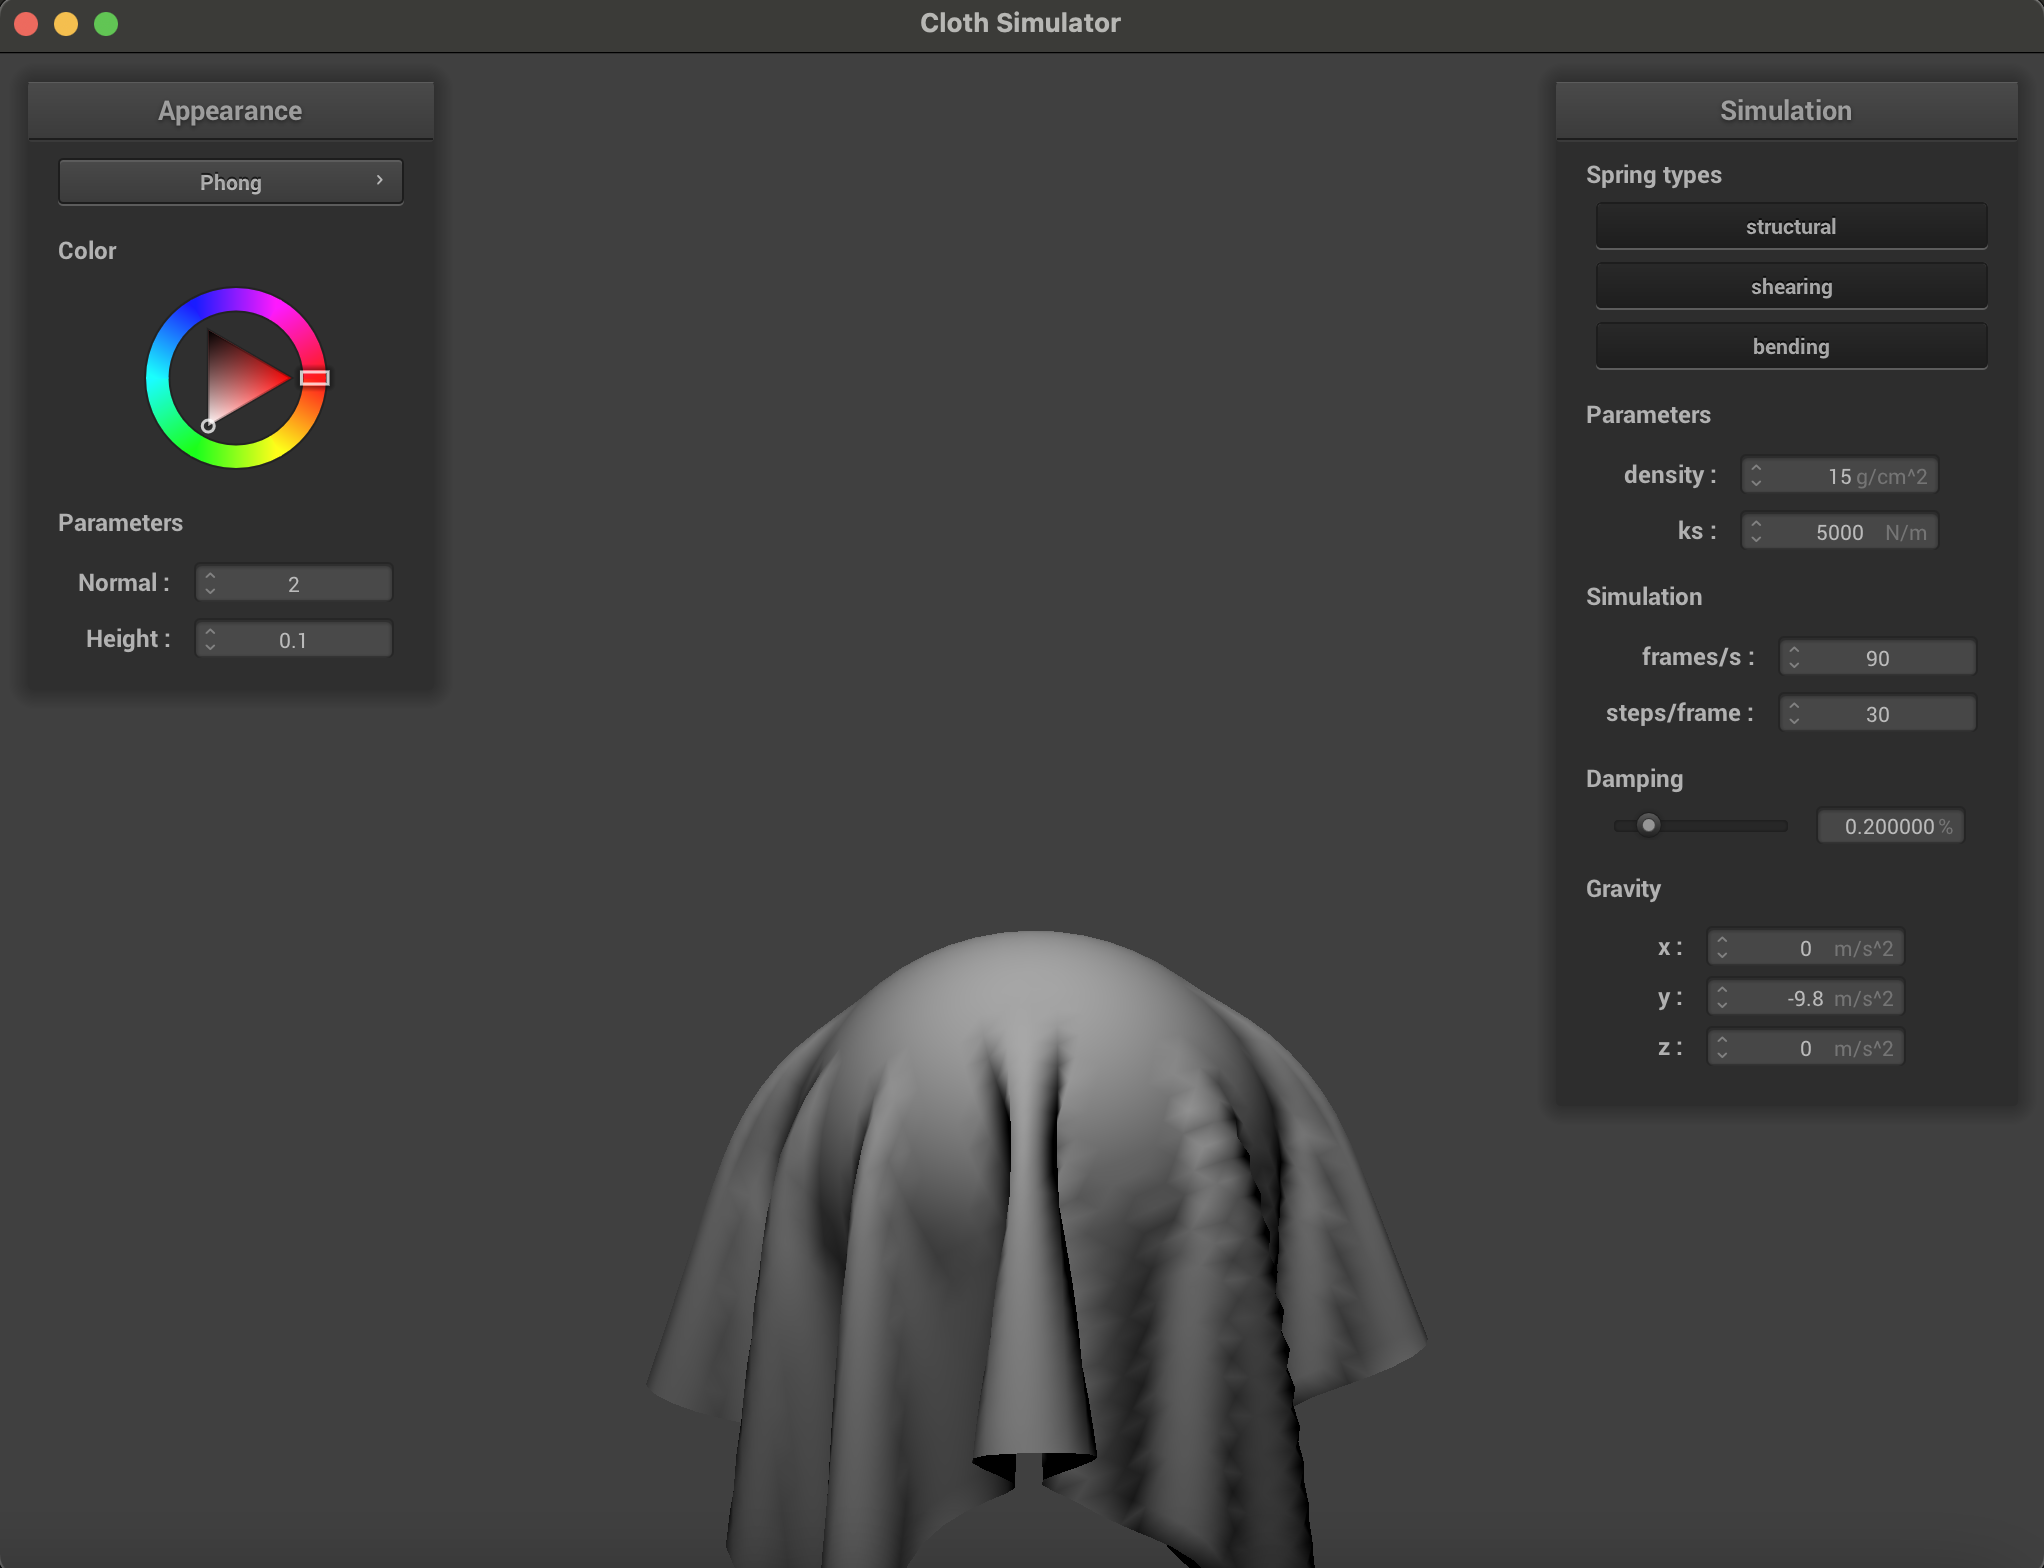 Cloth Simulator
Appearance
Phong
Color
Parameters
Normal : 2
Height : 0.1
Simulation
Spring types
structural
shearing
bending
Parameters
density : 15 g/cm^2
ks : 5000 N/m
Simulation
frames/s : 90
steps/frame : 30
Damping
0.200000 %
Gravity
x : 0 m/s^2
y : -9.8 m/s^2
z : 0 m/s^2